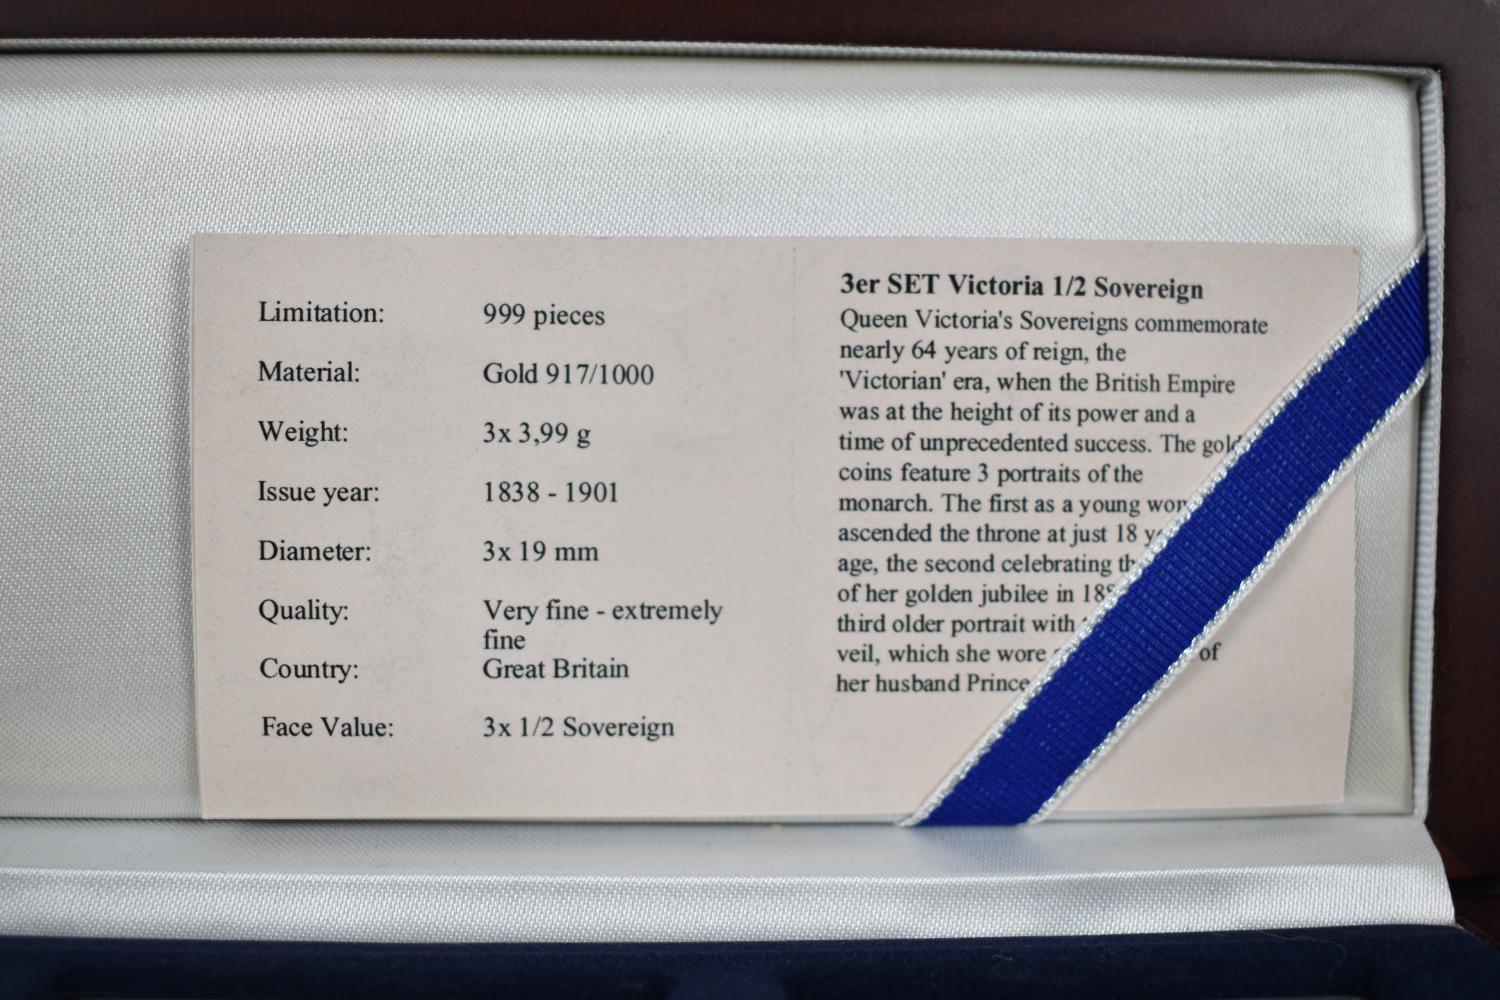 Limitation: 999 pieces
Material: Gold 917/1000
Weight: 3x 3,99 g
Issue year: 1838 - 1901
Diameter: 3x 19 mm
Quality: Very fine - extremely
fine
Country: Great Britain
Face Value: 3x 1/2 Sovereign
3er SET Victoria 1/2 Sovereign
Queen Victoria's Sovereigns commemorate
nearly 64 years of reign, the
'Victorian' era, when the British Empire
was at the height of its power and a
time of unprecedented success. The gold
coins feature 3 portraits of the
monarch. The first as a young
ascended the throne at just 18
age, the second celebrating
of her golden jubilee in
third older portrait with
veil, which she wore of
her husband Prince